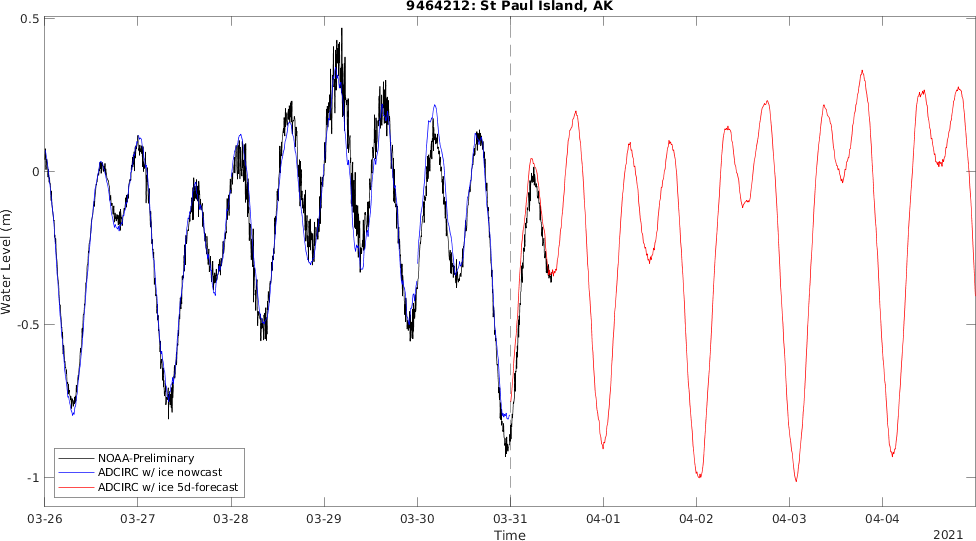 9464212: St Paul Island, AK
0.5
0
-0.5
-1
Water Level (m)
NOAA-Preliminary
ADCIRC w/ ice nowcast
ADCIRC w/ ice 5d-forecast
03-26 03-27 03-28 03-29 03-30 03-31 04-01 04-02 04-03 04-04
Time
2021